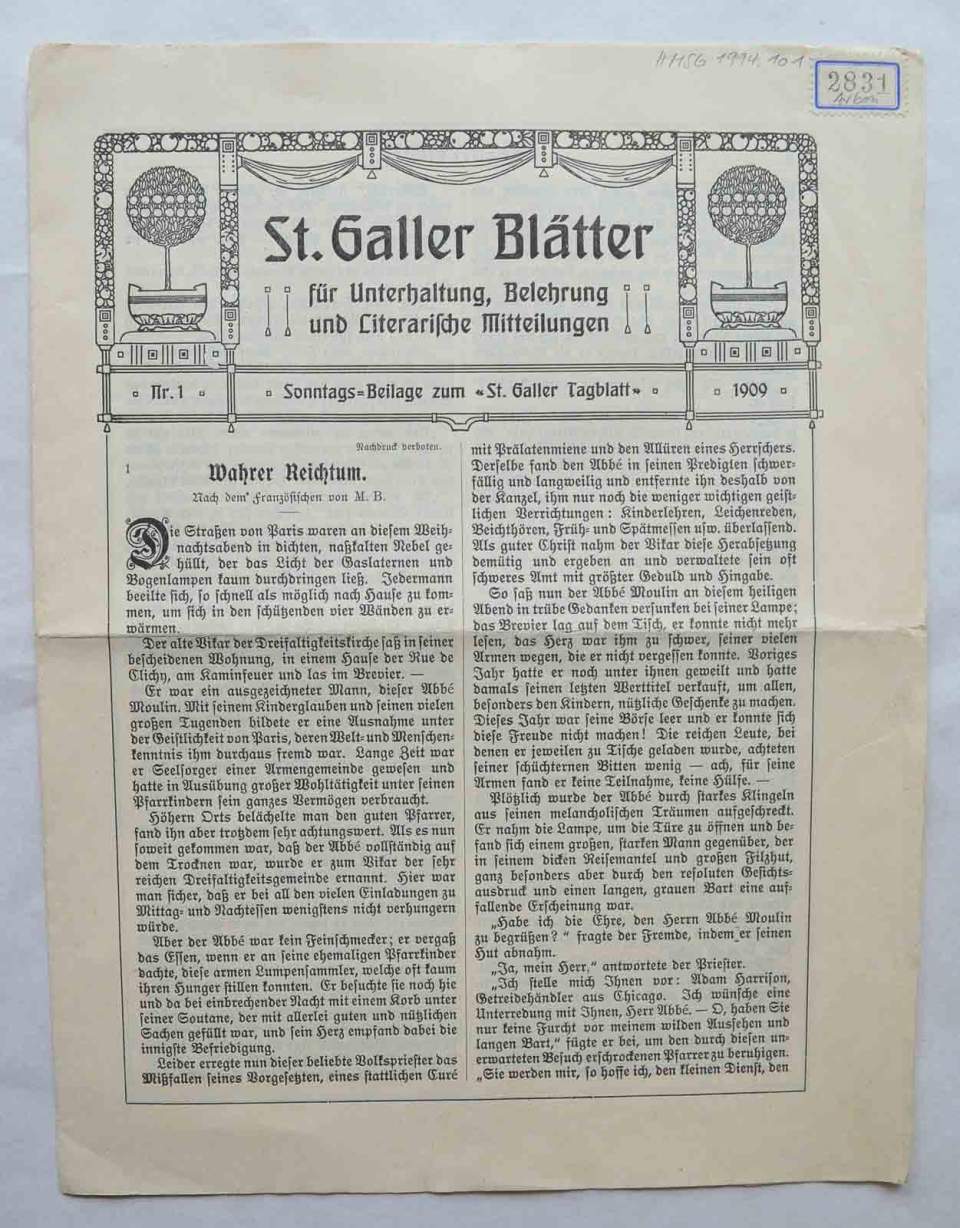 HMSG 1994.101
2831
Arbon
St. Galler Blätter
für Unterhaltung, Belehrung
und Literarische Mitteilungen
Nr. 1
Sonntags=Beilage zum «St. Galler Tagblatt»
1909
Nachdruck verboten.
1
Wahrer Reichtum.
Nach dem Französischen von M. B.
Die Straßen von Paris waren an diesem Weih=
nachtsabend in dichten, naßkalten Nebel ge=
hüllt, der das Licht der Gaslaternen und
Bogenlampen kaum durchdringen ließ. Jedermann
beeilte sich, so schnell als möglich nach Hause zu kom=
men, um sich in den schützenden vier Wänden zu er=
wärmen.
Der alte Vikar der Dreifaltigkeitskirche saß in seiner
bescheidenen Wohnung, in einem Hause der Rue de
Clichy, am Kaminfeuer und las im Brevier. —
Er war ein ausgezeichneter Mann, dieser Abbé
Moulin. Mit seinem Kinderglauben und seinen vielen
großen Tugenden bildete er eine Ausnahme unter
der Geistlichkeit von Paris, deren Welt= und Menschen=
kenntnis ihm durchaus fremd war. Lange Zeit war
er Seelsorger einer Armengemeinde gewesen und
hatte in Ausübung großer Wohltätigkeit unter seinen
Pfarrkindern sein ganzes Vermögen verbraucht.
Höhern Orts belächelte man den guten Pfarrer,
fand ihn aber trotzdem sehr achtungswert. Als es nun
soweit gekommen war, daß der Abbé vollständig auf
dem Trocknen war, wurde er zum Vikar der sehr
reichen Dreifaltigkeitsgemeinde ernannt. Hier war
man sicher, daß er bei all den vielen Einladungen zu
Mittag= und Nachtessen wenigstens nicht verhungern
würde.
Aber der Abbé war kein Feinschmecker; er vergaß
das Essen, wenn er an seine ehemaligen Pfarrkinder
dachte, diese armen Lumpensammler, welche oft kaum
ihren Hunger stillen konnten. Er besuchte sie noch hie
und da bei einbrechender Nacht mit einem Korb unter
seiner Soutane, der mit allerlei guten und nützlichen
Sachen gefüllt war, und sein Herz empfand dabei die
innigste Befriedigung.
Leider erregte nun dieser beliebte Volkspriester das
Mißfallen seines Vorgesetzten, eines stattlichen Curé
mit Prälatenmiene und den Allüren eines Herrschers.
Derselbe fand den Abbé in seinen Predigten schwer=
fällig und langweilig und entfernte ihn deshalb von
der Kanzel, ihm nur noch die weniger wichtigen geist=
lichen Verrichtungen: Kinderlehren, Leichenreden,
Beichthören, Früh= und Spätmessen usw. überlassend.
Als guter Christ nahm der Vikar diese Herabsetzung
demütig und ergeben an und verwaltete sein oft
schweres Amt mit größter Geduld und Hingabe.
So saß nun der Abbé Moulin an diesem heiligen
Abend in trübe Gedanken versunken bei seiner Lampe;
das Brevier lag auf dem Tisch, er konnte nicht mehr
lesen, das Herz war ihm zu schwer, seiner vielen
Armen wegen, die er nicht vergessen konnte. Voriges
Jahr hatte er noch unter ihnen geweilt und hatte
damals seinen letzten Werttitel verkauft, um allen,
besonders den Kindern, nützliche Geschenke zu machen.
Dieses Jahr war seine Börse leer und er konnte sich
diese Freude nicht machen! Die reichen Leute, bei
denen er jeweilen zu Tische geladen wurde, achteten
seiner schüchternen Bitten wenig — ach, für seine
Armen fand er keine Teilnahme, keine Hülfe. —
Plötzlich wurde der Abbé durch starkes Klingeln
aus seinen melancholischen Träumen aufgeschreckt.
Er nahm die Lampe, um die Türe zu öffnen und be=
fand sich einem großen, starken Mann gegenüber, der
in seinem dicken Reisemantel und großen Filzhut,
ganz besonders aber durch den resoluten Gesichts=
ausdruck und einen langen, grauen Bart eine auf=
fallende Erscheinung war.
„Habe ich die Ehre, den Herrn Abbé Moulin
zu begrüßen?“ fragte der Fremde, indem er seinen
Hut abnahm.
„Ja, mein Herr,“ antwortete der Priester.
„Ich stelle mich Ihnen vor: Adam Harrison,
Getreidehändler aus Chicago. Ich wünsche eine
Unterredung mit Ihnen, Herr Abbé. — O, haben Sie
nur keine Furcht vor meinem wilden Aussehen und
langen Bart,“ fügte er bei, um den durch diesen un=
erwarteten Besuch erschrockenen Pfarrer zu beruhigen.
„Sie werden mir, so hoffe ich, den kleinen Dienst, den